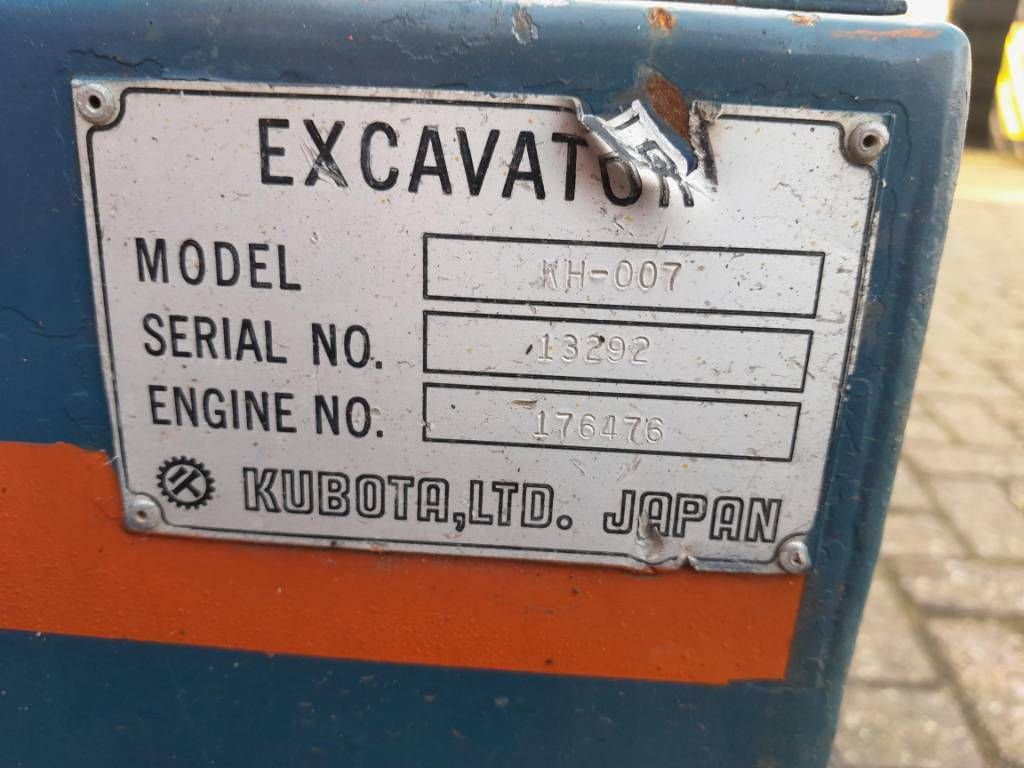 EXCAVATOR
MODEL KH-007
SERIAL NO. 13292
ENGINE NO. 176476
KUBOTA,LTD. JAPAN